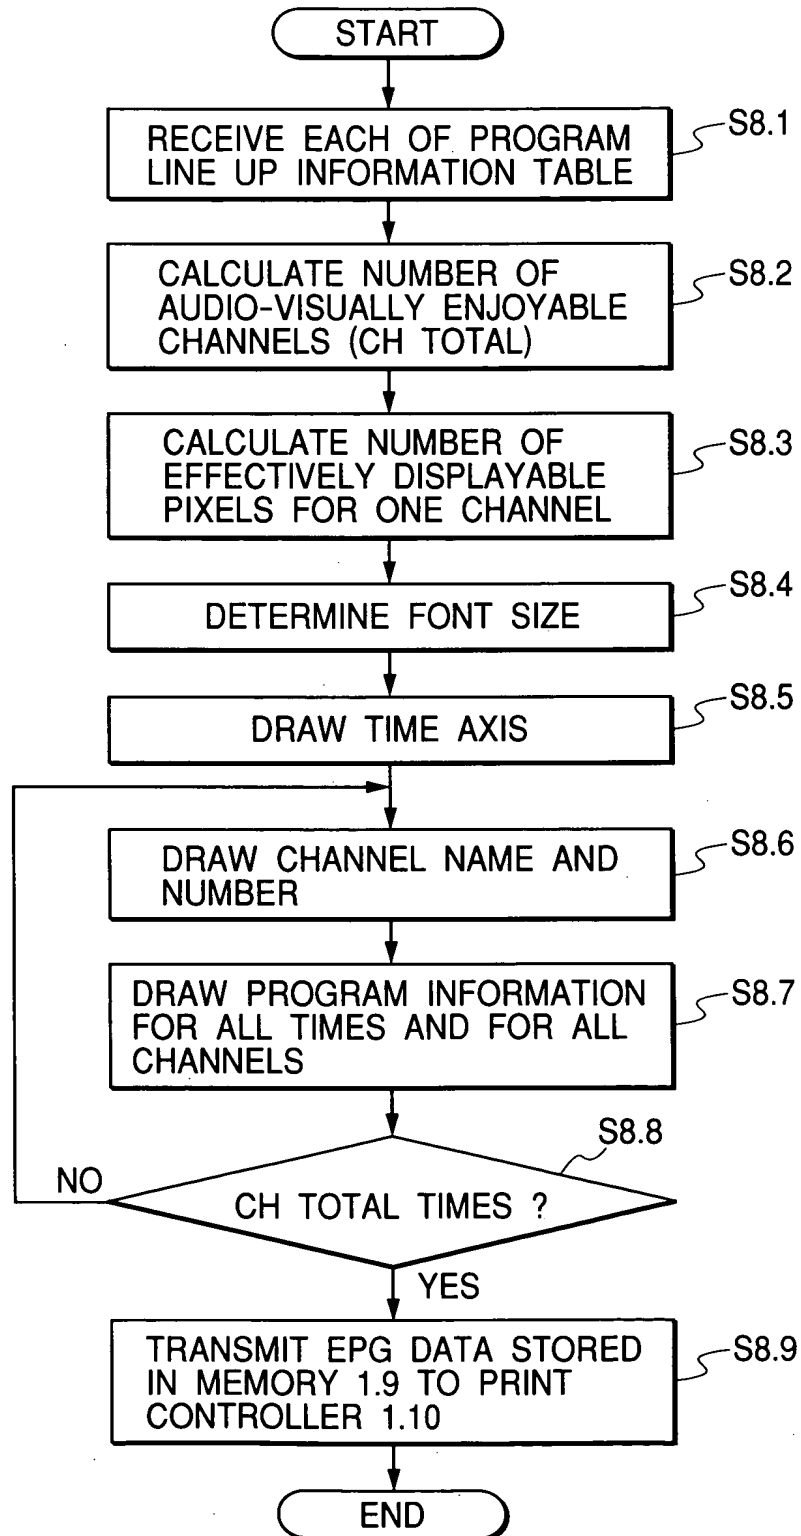 START
RECEIVE EACH OF PROGRAM
LINE UP INFORMATION TABLE
S8.1
CALCULATE NUMBER OF
AUDIO-VISUALLY ENJOYABLE
CHANNELS (CH TOTAL)
S8.2
CALCULATE NUMBER OF
EFFECTIVELY DISPLAYABLE
PIXELS FOR ONE CHANNEL
S8.3
DETERMINE FONT SIZE
S8.4
DRAW TIME AXIS
S8.5
DRAW CHANNEL NAME AND
NUMBER
S8.6
DRAW PROGRAM INFORMATION
FOR ALL TIMES AND FOR ALL
CHANNELS
S8.7
S8.8
NO
CH TOTAL TIMES ?
YES
TRANSMIT EPG DATA STORED
IN MEMORY 1.9 TO PRINT
CONTROLLER 1.10
S8.9
END